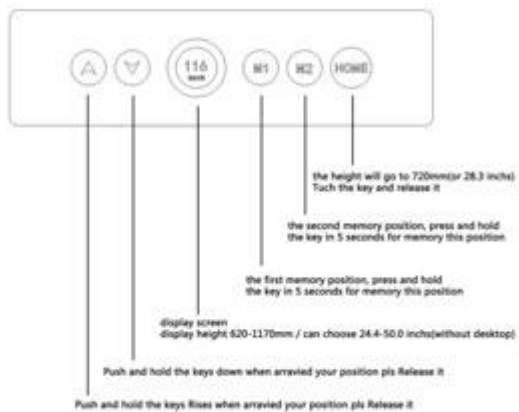 116
M1
M2
HOME
the height will go to 720mm(or 28.3 inchs)
Tuch the key and release it
the second memory position, press and hold
the key in 5 seconds for memory this position
the first memory position, press and hold
the key in 5 seconds for memory this position
display screen
display height 620-1170mm / can choose 24.4-50.0 inchs(without desktop)
Push and hold the keys down when arravied your position pls Release it
Push and hold the keys Rises when arravied your position pls Release it